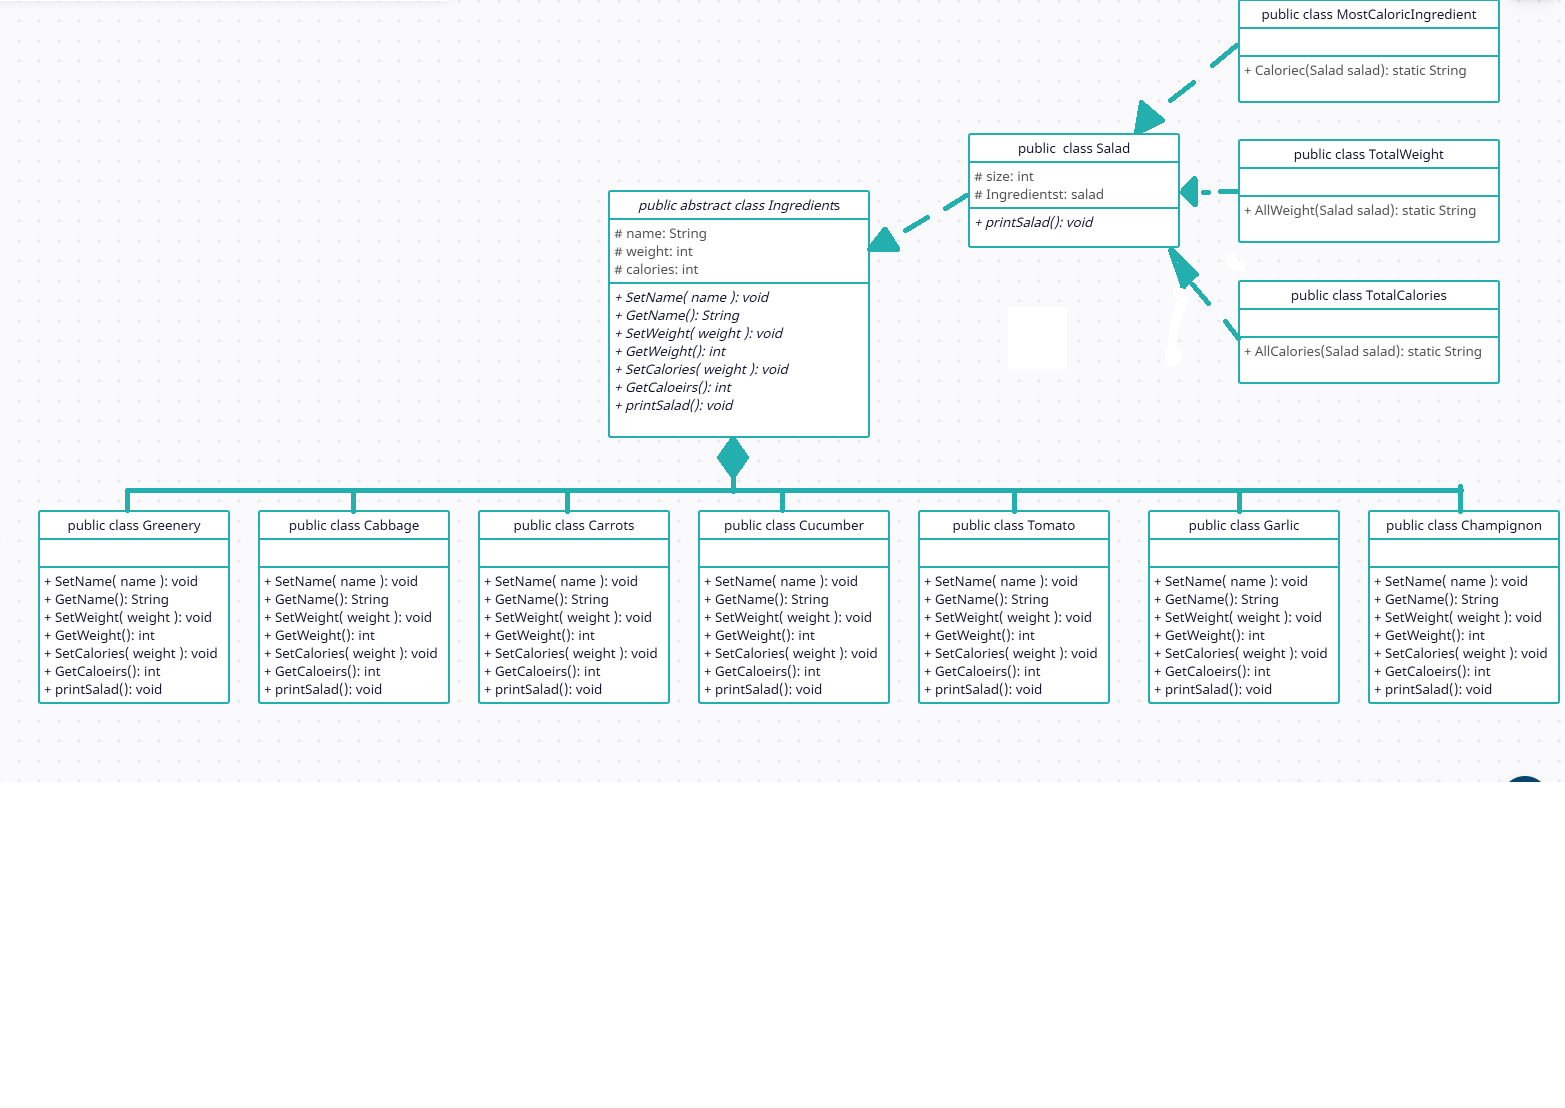 public class MostCaloricIngredient
+ Caloriec(Salad salad): static String
public  class Salad
# size: int
# Ingredientst: salad
+ printSalad(): void
public class TotalWeight
+ AllWeight(Salad salad): static String
public abstract class Ingredients
# name: String
# weight: int
# calories: int
+ SetName( name ): void
+ GetName(): String
+ SetWeight( weight ): void
+ GetWeight(): int
+ SetCalories( weight ): void
+ GetCaloeirs(): int
+ printSalad(): void
public class TotalCalories
+ AllCalories(Salad salad): static String
public class Greenery
+ SetName( name ): void
+ GetName(): String
+ SetWeight( weight ): void
+ GetWeight(): int
+ SetCalories( weight ): void
+ GetCaloeirs(): int
+ printSalad(): void
public class Cabbage
+ SetName( name ): void
+ GetName(): String
+ SetWeight( weight ): void
+ GetWeight(): int
+ SetCalories( weight ): void
+ GetCaloeirs(): int
+ printSalad(): void
public class Carrots
+ SetName( name ): void
+ GetName(): String
+ SetWeight( weight ): void
+ GetWeight(): int
+ SetCalories( weight ): void
+ GetCaloeirs(): int
+ printSalad(): void
public class Cucumber
+ SetName( name ): void
+ GetName(): String
+ SetWeight( weight ): void
+ GetWeight(): int
+ SetCalories( weight ): void
+ GetCaloeirs(): int
+ printSalad(): void
public class Tomato
+ SetName( name ): void
+ GetName(): String
+ SetWeight( weight ): void
+ GetWeight(): int
+ SetCalories( weight ): void
+ GetCaloeirs(): int
+ printSalad(): void
public class Garlic
+ SetName( name ): void
+ GetName(): String
+ SetWeight( weight ): void
+ GetWeight(): int
+ SetCalories( weight ): void
+ GetCaloeirs(): int
+ printSalad(): void
public class Champignon
+ SetName( name ): void
+ GetName(): String
+ SetWeight( weight ): void
+ GetWeight(): int
+ SetCalories( weight ): void
+ GetCaloeirs(): int
+ printSalad(): void